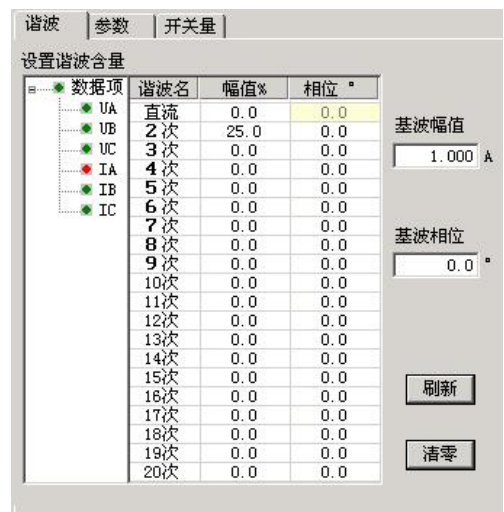 谐波 参数 开关量
设置谐波含量
数据项
UA
UB
UC
IA
IB
IC
谐波名 幅值% 相位 °
直流 0.0 0.0
2次 25.0 0.0
3次 0.0 0.0
4次 0.0 0.0
5次 0.0 0.0
6次 0.0 0.0
7次 0.0 0.0
8次 0.0 0.0
9次 0.0 0.0
10次 0.0 0.0
11次 0.0 0.0
12次 0.0 0.0
13次 0.0 0.0
14次 0.0 0.0
15次 0.0 0.0
16次 0.0 0.0
17次 0.0 0.0
18次 0.0 0.0
19次 0.0 0.0
20次 0.0 0.0
基波幅值
1.000 A
基波相位
0.0 °
刷新
清零